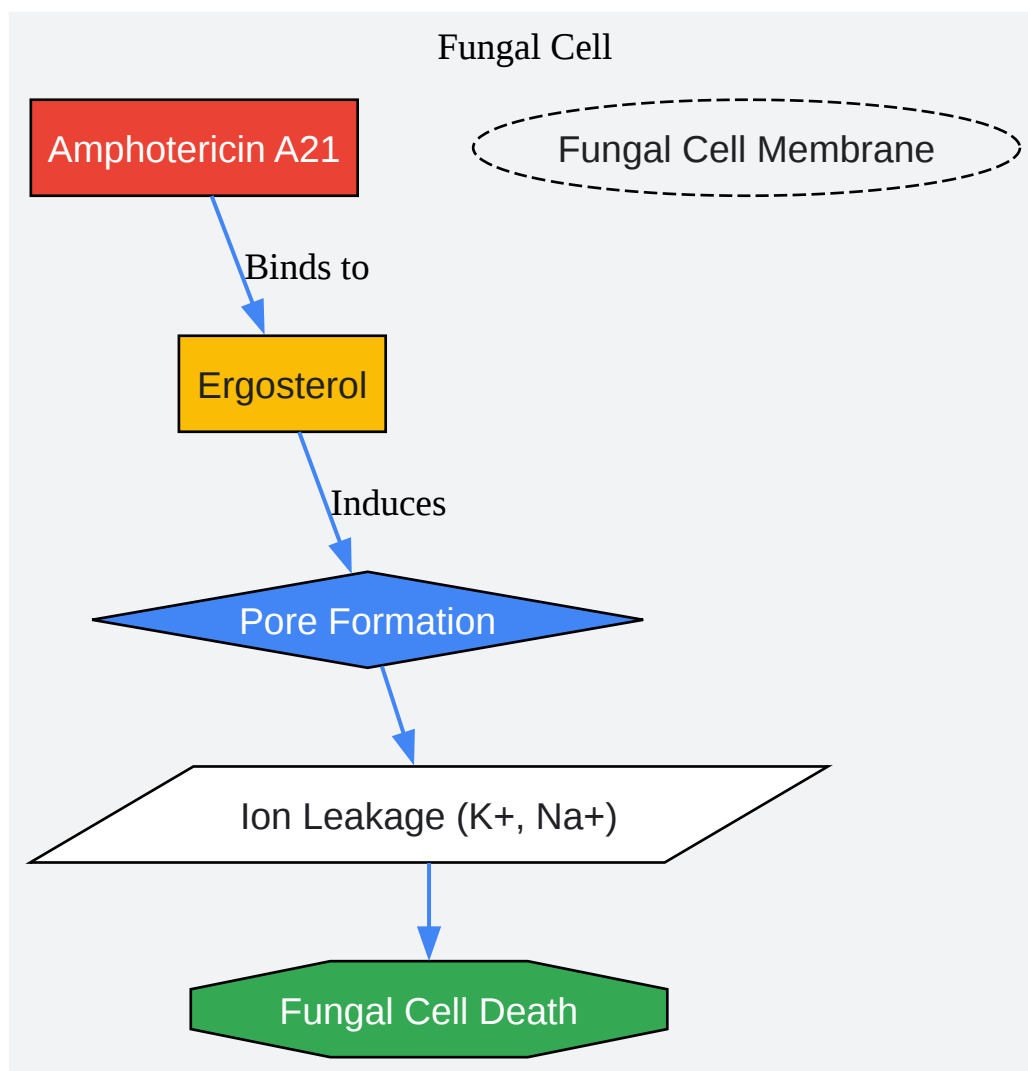 Fungal Cell
Amphotericin A21
Fungal Cell Membrane
Binds to
Ergosterol
Induces
Pore Formation
Ion Leakage (K+, Na+)
Fungal Cell Death